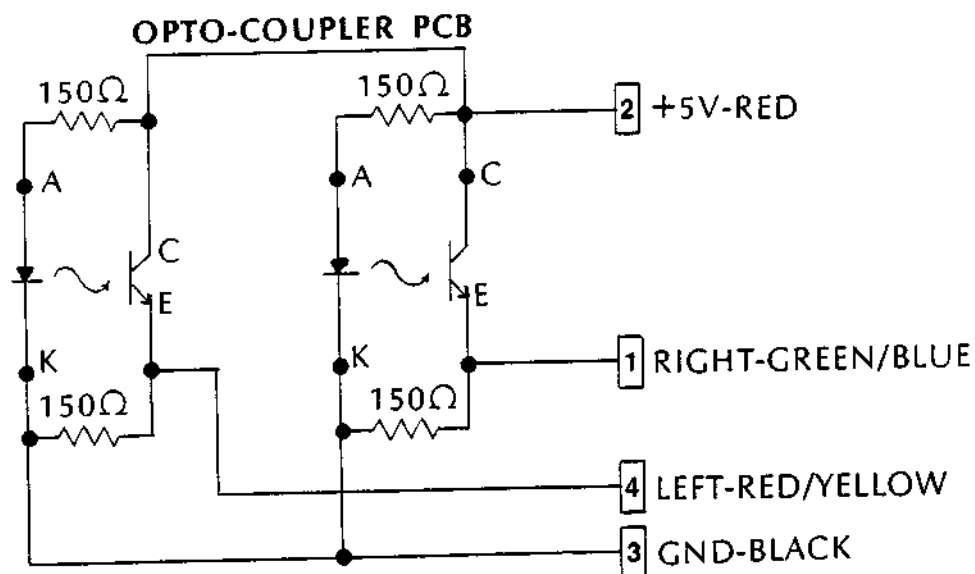 OPTO-COUPLER PCB
150Ω
150Ω
2 +5V-RED
A
A
C
C
E
E
K
K
1 RIGHT-GREEN/BLUE
150Ω
150Ω
4 LEFT-RED/YELLOW
3 GND-BLACK